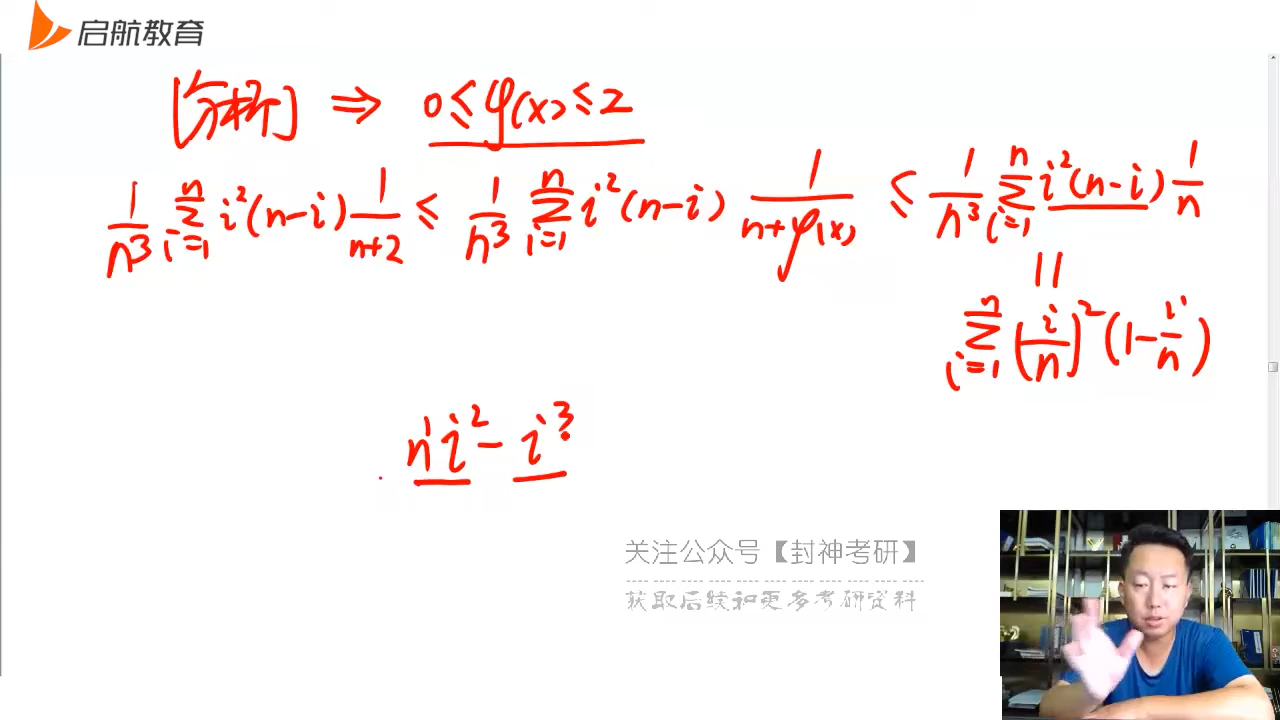 启航教育
[分析] ⇒ 0≤φ(x)≤2
1/n³ ∑_{i=1}^{n} i²(n-i) 1/(n+2) ≤ 1/n³ ∑_{i=1}^{n} i²(n-i) 1/(n+φ(x)) ≤ 1/n³ ∑_{i=1}^{n} i²(n-i) 1/n
||
∑_{i=1}^{n} (i/n)² (1-i/n)
n¹i² - i³
关注公众号【封神考研】
获取后续和更多考研资料